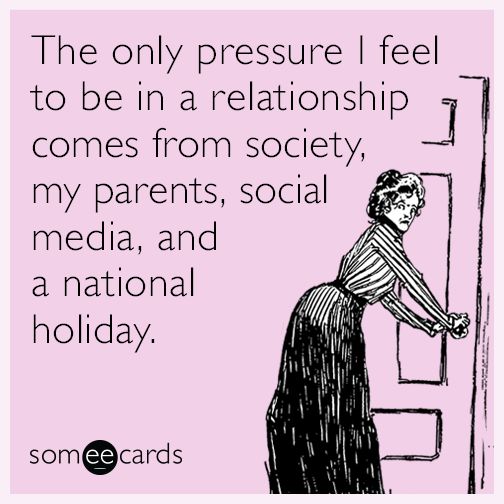 The only pressure I feel
to be in a relationship
comes from society,
my parents, social
media, and
a national
holiday.
someecards